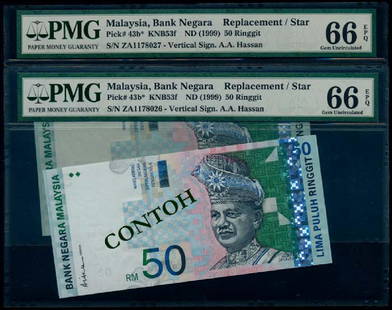 PMG
PAPER MONEY GUARANTY
Malaysia, Bank Negara Replacement / Star
Pick# 43b* KNB53f ND (1999) 50 Ringgit
S/N ZA1178027 - Vertical Sign. A.A. Hassan
66 EPQ
Gem Uncirculated
PMG
PAPER MONEY GUARANTY
Malaysia, Bank Negara Replacement / Star
Pick# 43b* KNB53f ND (1999) 50 Ringgit
S/N ZA1178026 - Vertical Sign. A.A. Hassan
66 EPQ
Gem Uncirculated
BANK NEGARA MALAYSIA
CONTOH
RM 50
50
LIMA PULUH RINGGIT